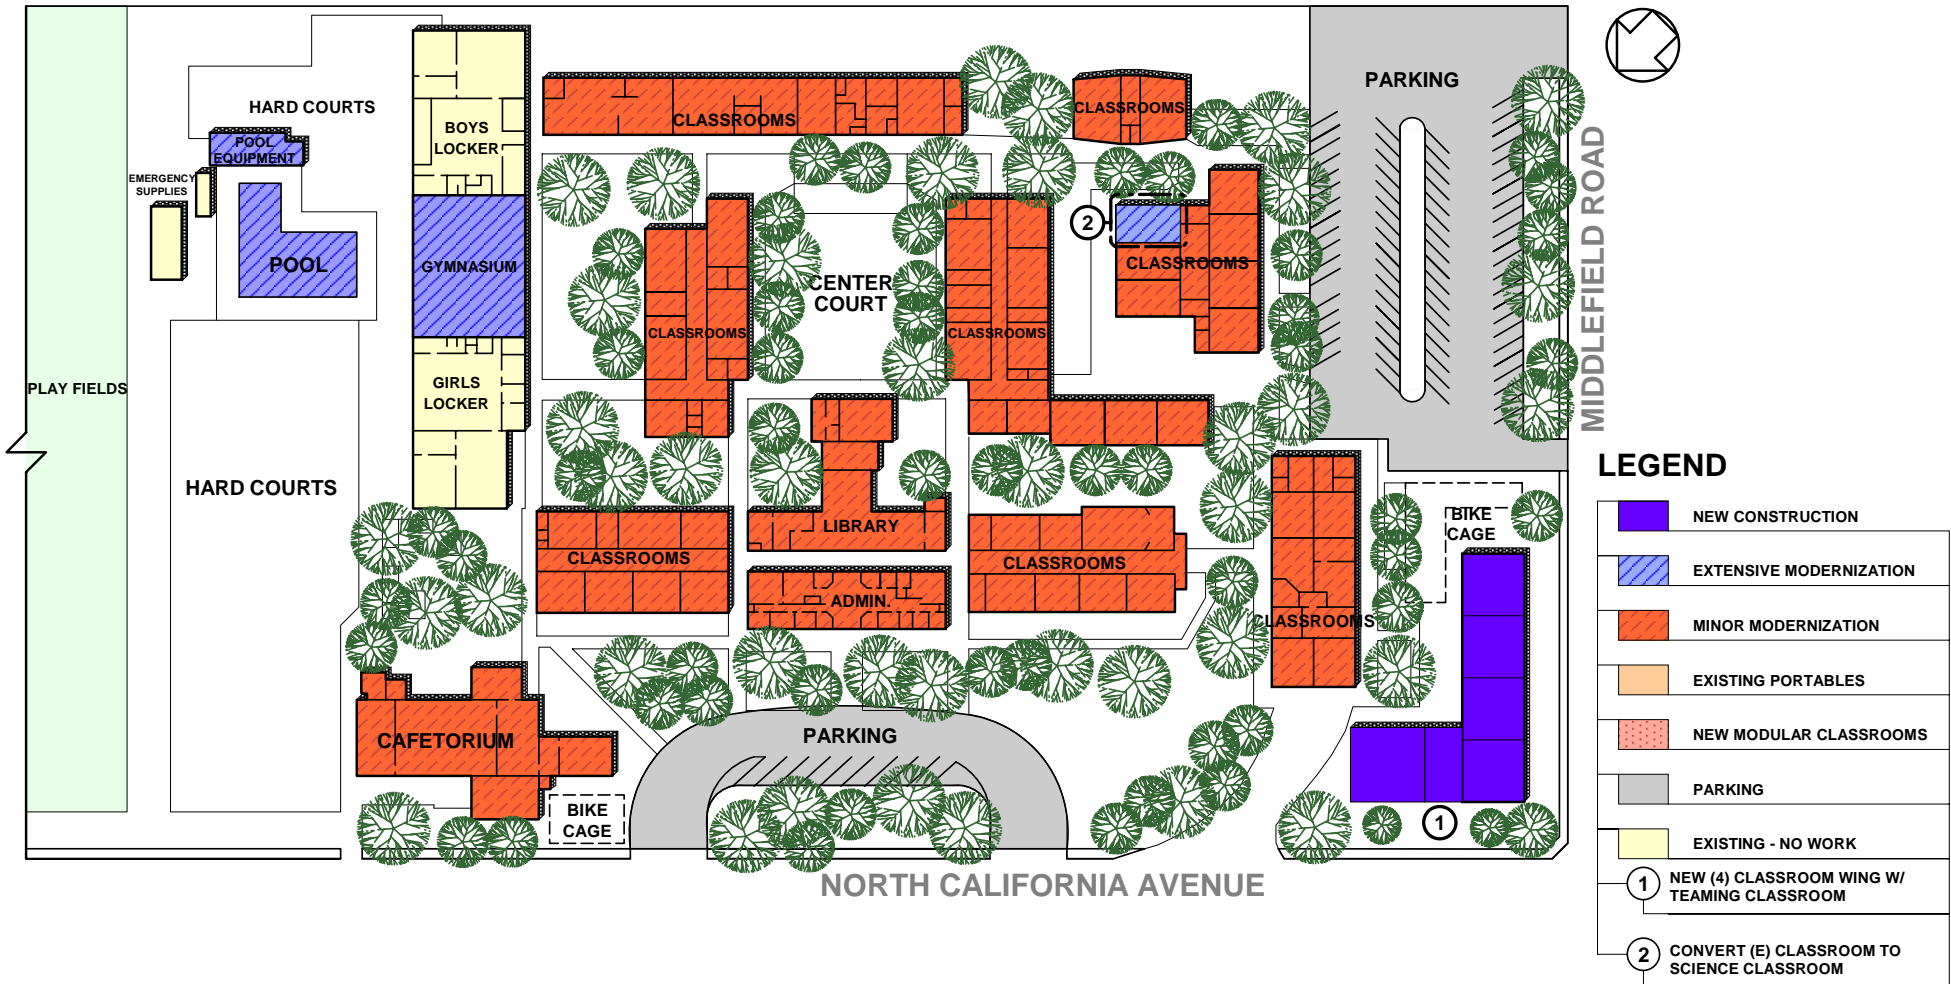 PARKING
HARD COURTS
CLASSROOMS
CLASSROOMS
BOYS
LOCKER
POOL
EQUIPMENT
EMERGENCY
SUPPLIES
MIDDLEFIELD ROAD
2
POOL
GYMNASIUM
CENTER
COURT
CLASSROOMS
CLASSROOMS
CLASSROOMS
PLAY FIELDS
GIRLS
LOCKER
HARD COURTS
LIBRARY
BIKE
CAGE
CLASSROOMS
CLASSROOMS
ADMIN.
CLASSROOMS
CAFETORIUM
PARKING
BIKE
CAGE
1
NORTH CALIFORNIA AVENUE
LEGEND
NEW CONSTRUCTION
EXTENSIVE MODERNIZATION
MINOR MODERNIZATION
EXISTING PORTABLES
NEW MODULAR CLASSROOMS
PARKING
EXISTING - NO WORK
1 NEW (4) CLASSROOM WING W/
TEAMING CLASSROOM
2 CONVERT (E) CLASSROOM TO
SCIENCE CLASSROOM